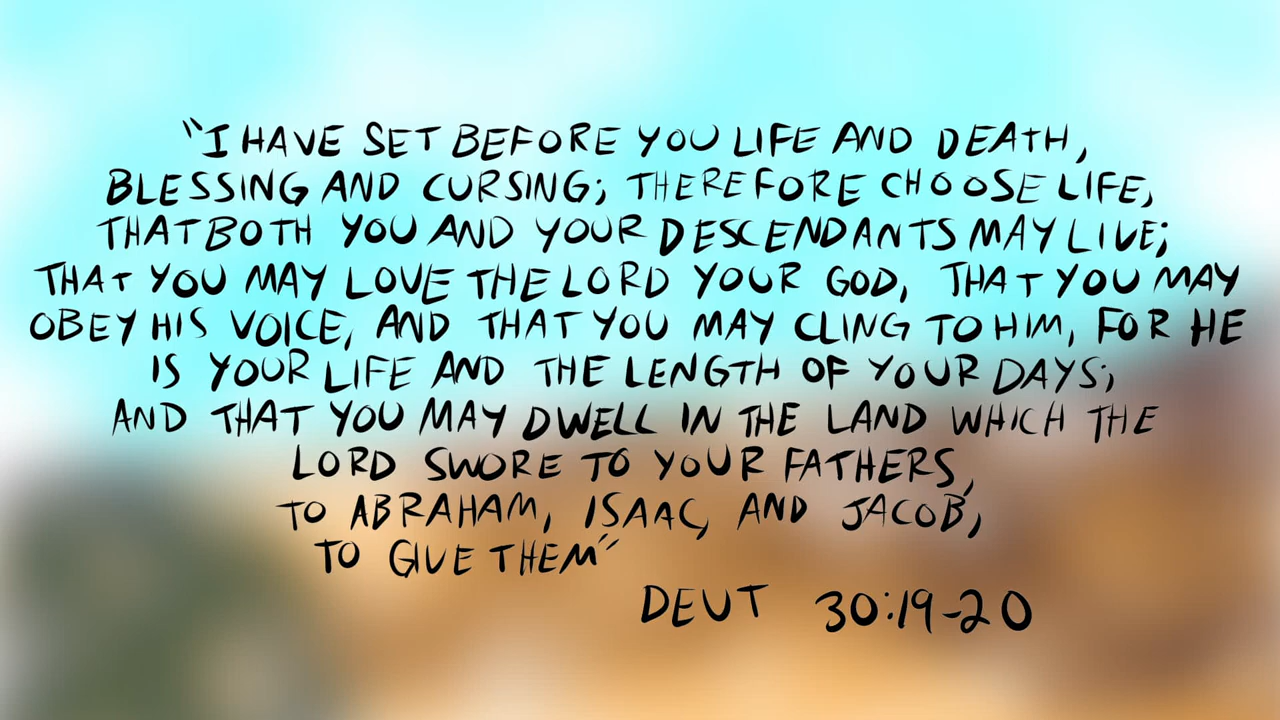 "I HAVE SET BEFORE YOU LIFE AND DEATH,
BLESSING AND CURSING; THEREFORE CHOOSE LIFE,
THAT BOTH YOU AND YOUR DESCENDANTS MAY LIVE;
THAT YOU MAY LOVE THE LORD YOUR GOD, THAT YOU MAY
OBEY HIS VOICE, AND THAT YOU MAY CLING TO HIM, FOR HE
IS YOUR LIFE AND THE LENGTH OF YOUR DAYS;
AND THAT YOU MAY DWELL IN THE LAND WHICH THE
LORD SWORE TO YOUR FATHERS,
TO ABRAHAM, ISAAC, AND JACOB,
TO GIVE THEM"
DEUT 30:19-20